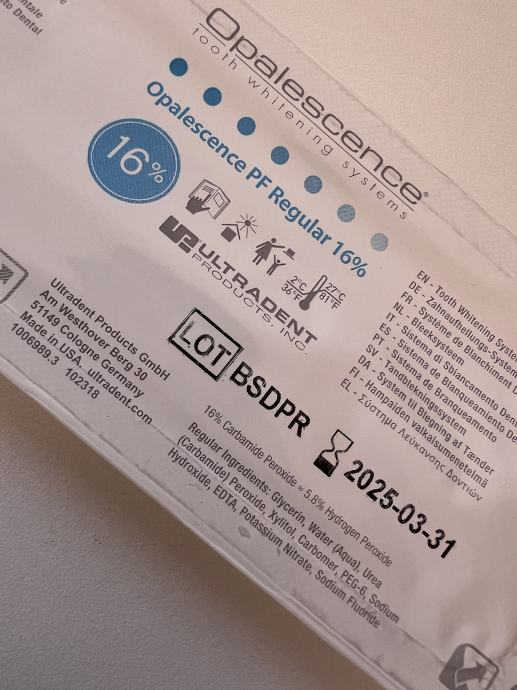 Opalescence®
tooth whitening systems
Opalescence PF Regular 16%
16%
2°C
36°F
27°C
81°F
ULTRADENT
PRODUCTS, INC.
Ultradent Products GmbH
Am Westhover Berg 30
51149 Cologne Germany
Made in USA. ultradent.com
1006989.3 102318
LOT BSDPR
2025-03-31
16% Carbamide Peroxide = 5,8% Hydrogen Peroxide
Regular Ingredients: Glycerin, Water (Aqua), Urea
(Carbamide) Peroxide, Xylitol, Carbomer, PEG-6, Sodium
Hydroxide, EDTA, Potassium Nitrate, Sodium Fluoride
EN - Tooth Whitening
DE - Zahnaufhellungs-System
FR - Système de Blanchiment
NL - Bleeksysteem
IT - Sistema di Sbiancamento
ES - Sistema de Blanqueamiento
PT - Sistema de Branqueamento
SV - Tandblekningssystem
DA - System til Blegning af Tænder
FI - Hampaiden valkaisumenetelmä
EL - Σύστημα Λεύκανσης Δοντιών